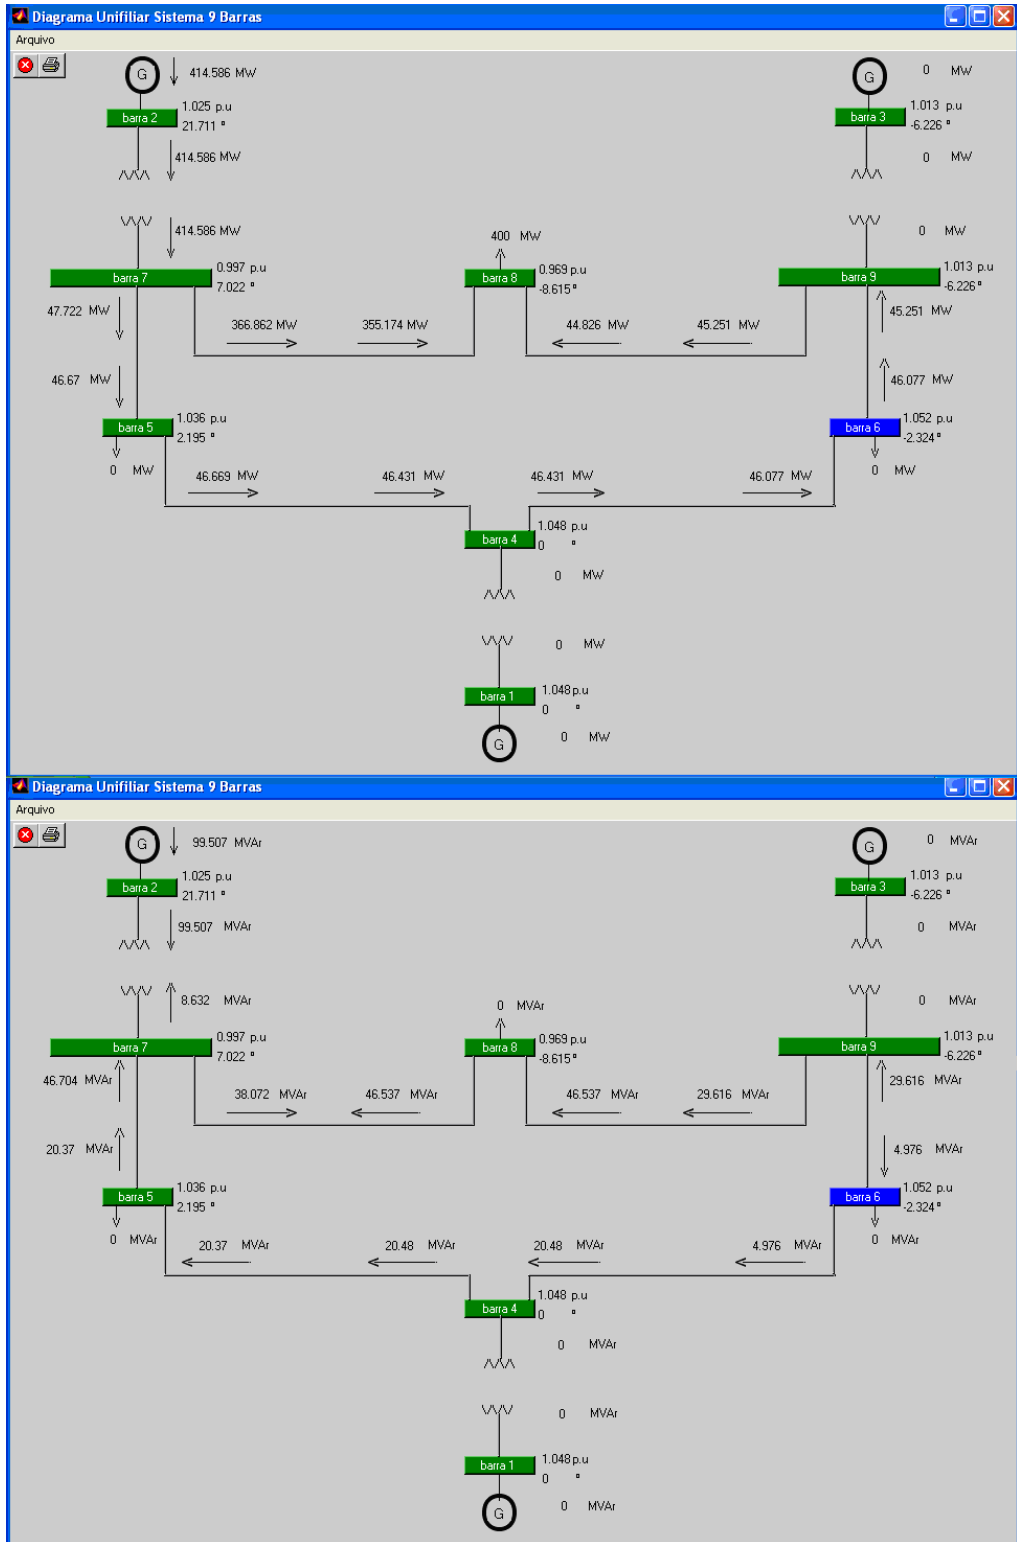 Diagrama Unifiliar Sistema 9 Barras
Arquivo
G 414.586 MW
G 0 MW
barra 2 1.025 p.u
21.711 °
barra 3 1.013 p.u
-6.226 °
414.586 MW
0 MW
414.586 MW
0 MW
400 MW
barra 7 0.997 p.u
7.022 °
barra 8 0.969 p.u
-8.615 °
barra 9 1.013 p.u
-6.226 °
47.722 MW
366.862 MW
355.174 MW
44.826 MW
45.251 MW
45.251 MW
46.67 MW
46.077 MW
barra 5 1.036 p.u
2.195 °
barra 6 1.052 p.u
-2.324 °
0 MW
0 MW
46.669 MW
46.431 MW
46.431 MW
46.077 MW
barra 4 1.048 p.u
0 °
0 MW
0 MW
barra 1 1.048 p.u
0 °
G 0 MW
Diagrama Unifiliar Sistema 9 Barras
Arquivo
G 99.507 MVAr
G 0 MVAr
barra 2 1.025 p.u
21.711 °
barra 3 1.013 p.u
-6.226 °
99.507 MVAr
0 MVAr
8.632 MVAr
0 MVAr
0 MVAr
barra 7 0.997 p.u
7.022 °
barra 8 0.969 p.u
-8.615 °
barra 9 1.013 p.u
-6.226 °
46.704 MVAr
38.072 MVAr
46.537 MVAr
46.537 MVAr
29.616 MVAr
29.616 MVAr
20.37 MVAr
4.976 MVAr
barra 5 1.036 p.u
2.195 °
barra 6 1.052 p.u
-2.324 °
0 MVAr
0 MVAr
20.37 MVAr
20.48 MVAr
20.48 MVAr
4.976 MVAr
barra 4 1.048 p.u
0 °
0 MVAr
0 MVAr
barra 1 1.048 p.u
0 °
G 0 MVAr